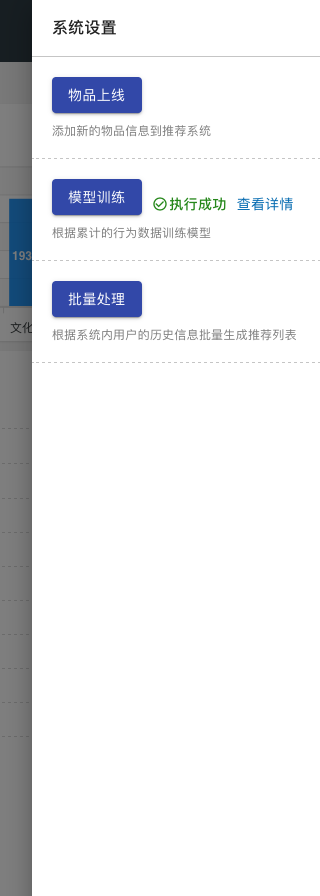 系统设置
物品上线
添加新的物品信息到推荐系统
模型训练 执行成功 查看详情
根据累计的行为数据训练模型
193
文化
批量处理
根据系统内用户的历史信息批量生成推荐列表